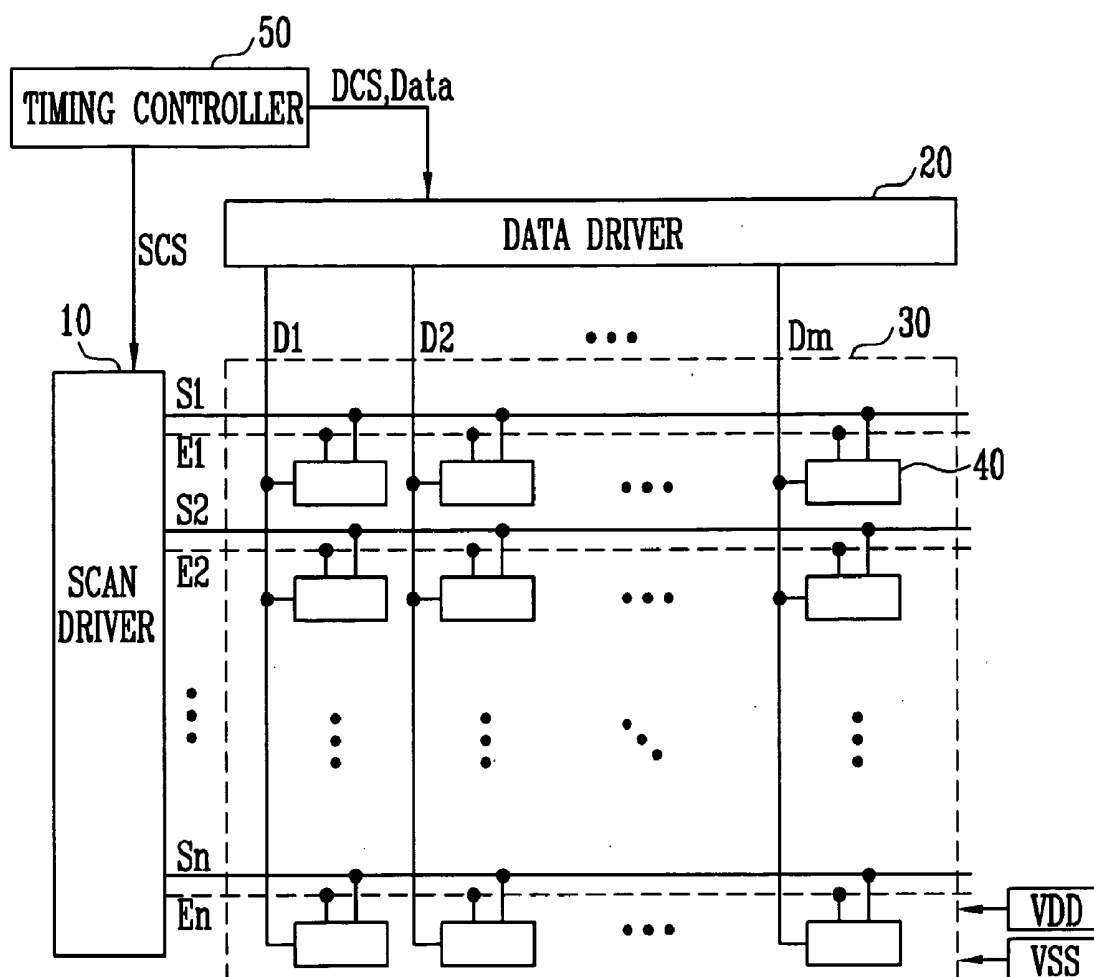 50
TIMING CONTROLLER
DCS,Data
20
DATA DRIVER
SCS
10
D1
D2
Dm
30
S1
E1
40
S2
E2
SCAN
DRIVER
Sn
En
VDD
VSS